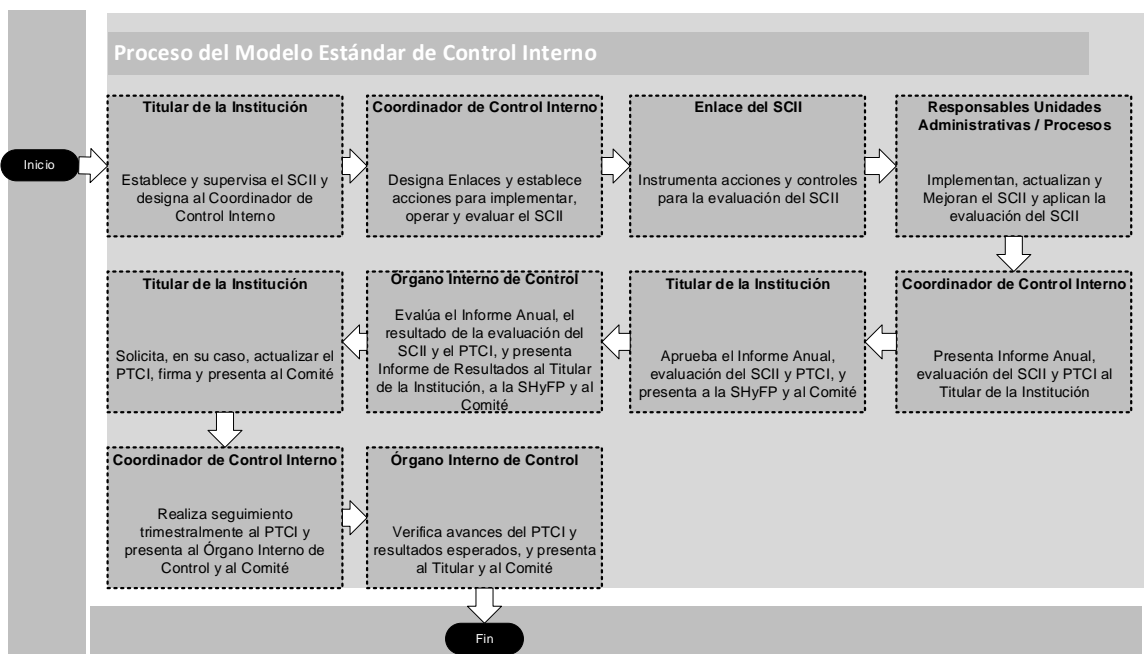 Proceso del Modelo Estándar de Control Interno
Inicio
Titular de la Institución
Establece y supervisa el SCII y
designa al Coordinador de
Control Interno
Coordinador de Control Interno
Designa Enlaces y establece
acciones para implementar,
operar y evaluar el SCII
Enlace del SCII
Instrumenta acciones y controles
para la evaluación del SCII
Responsables Unidades
Administrativas / Procesos
Implementan, actualizan y
Mejoran el SCII y aplican la
evaluación del SCII
Coordinador de Control Interno
Presenta Informe Anual,
evaluación del SCII y PTCI al
Titular de la Institución
Titular de la Institución
Aprueba el Informe Anual,
evaluación del SCII y PTCI, y
presenta a la SHyFP y al Comité
Órgano Interno de Control
Evalúa el Informe Anual, el
resultado de la evaluación del
SCII y el PTCI, y presenta
Informe de Resultados al Titular
de la Institución, a la SHyFP y al
Comité
Titular de la Institución
Solicita, en su caso, actualizar el
PTCI, firma y presenta al Comité
Coordinador de Control Interno
Realiza seguimiento
trimestralmente al PTCI y
presenta al Órgano Interno de
Control y al Comité
Órgano Interno de Control
Verifica avances del PTCI y
resultados esperados, y presenta
al Titular y al Comité
Fin